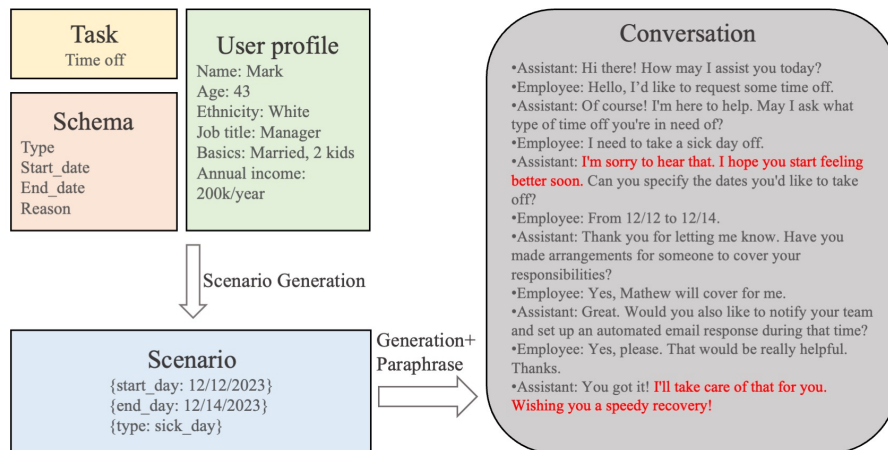 Task
Time off
User profile
Name: Mark
Age: 43
Ethnicity: White
Job title: Manager
Basics: Married, 2 kids
Annual income:
200k/year
Schema
Type
Start_date
End_date
Reason
Scenario Generation
Scenario
{start_day: 12/12/2023}
{end_day: 12/14/2023}
{type: sick_day}
Generation+
Paraphrase
Conversation
•Assistant: Hi there! How may I assist you today?
•Employee: Hello, I’d like to request some time off.
•Assistant: Of course! I'm here to help. May I ask what
type of time off you're in need of?
•Employee: I need to take a sick day off.
•Assistant: I'm sorry to hear that. I hope you start feeling
better soon. Can you specify the dates you'd like to take
off?
•Employee: From 12/12 to 12/14.
•Assistant: Thank you for letting me know. Have you
made arrangements for someone to cover your
responsibilities?
•Employee: Yes, Mathew will cover for me.
•Assistant: Great. Would you also like to notify your team
and set up an automated email response during that time?
•Employee: Yes, please. That would be really helpful.
Thanks.
•Assistant: You got it! I'll take care of that for you.
Wishing you a speedy recovery!